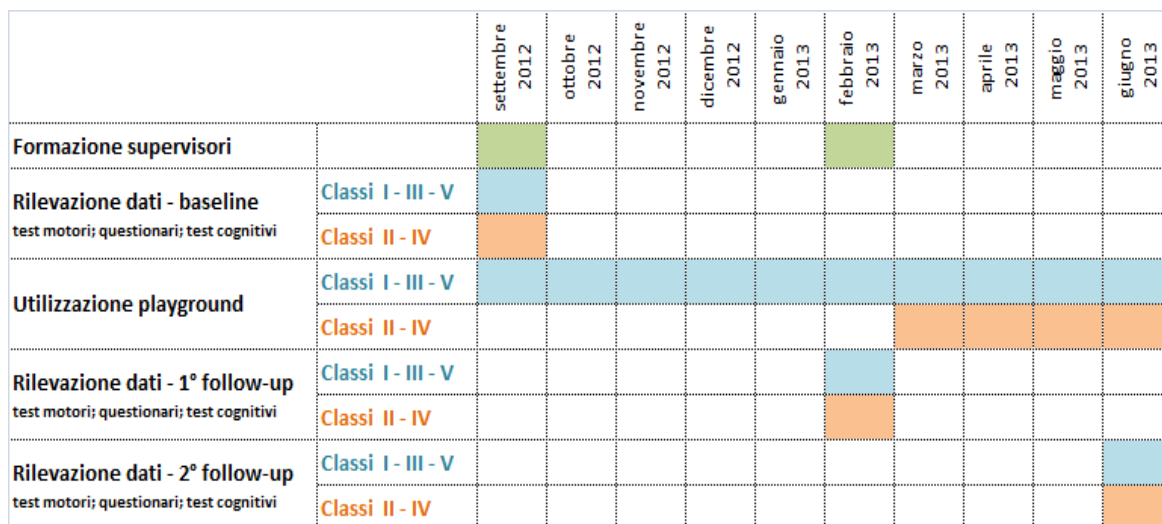 settembre
2012
ottobre
2012
novembre
2012
dicembre
2012
gennaio
2013
febbraio
2013
marzo
2013
aprile
2013
maggio
2013
giugno
2013
Formazione supervisori
Rilevazione dati - baseline
test motori; questionari; test cognitivi
Classi I - III - V
Classi II - IV
Utilizzazione playground
Classi I - III - V
Classi II - IV
Rilevazione dati - 1° follow-up
test motori; questionari; test cognitivi
Classi I - III - V
Classi II - IV
Rilevazione dati - 2° follow-up
test motori; questionari; test cognitivi
Classi I - III - V
Classi II - IV